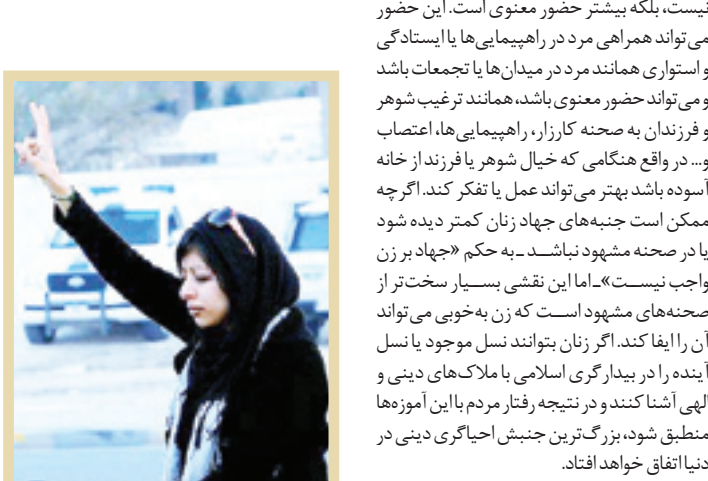 نیست، بلکه بیشتر حضور معنوی است. این حضور
می‌تواند همراهی مرد در راهپیمایی‌ها یا ایستادگی
و استواری همانند مرد در میدان‌ها یا تجمعات باشد
و می‌تواند حضور معنوی باشد، همانند ترغیب شوهر
و فرزندان به صحنه کارزار، راهپیمایی‌ها، اعتصاب
و... در واقع هنگامی که خیال شوهر یا فرزند از خانه
آسوده باشد بهتر می‌تواند عمل یا تفکر کند. اگر چه
ممکن است جنبه‌های جهاد زنان کمتر دیده شود
یا در صحنه مشهود نباشد ـ به حکم «جهاد بر زن
واجب نیست»ـ اما این نقشی بسیار سخت‌تر از
صحنه‌های مشهود است که زن به‌خوبی می‌تواند
آن را ایفا کند. اگر زنان بتوانند نسل موجود یا نسل
آینده را در بیدارگری اسلامی با ملاک‌های دینی و
الهی آشنا کنند و در نتیجه رفتار مردم با این آموزه‌ها
منطبق شود، بزرگ‌ترین جنبش احیاگری دینی در
دنیا اتفاق خواهد افتاد.